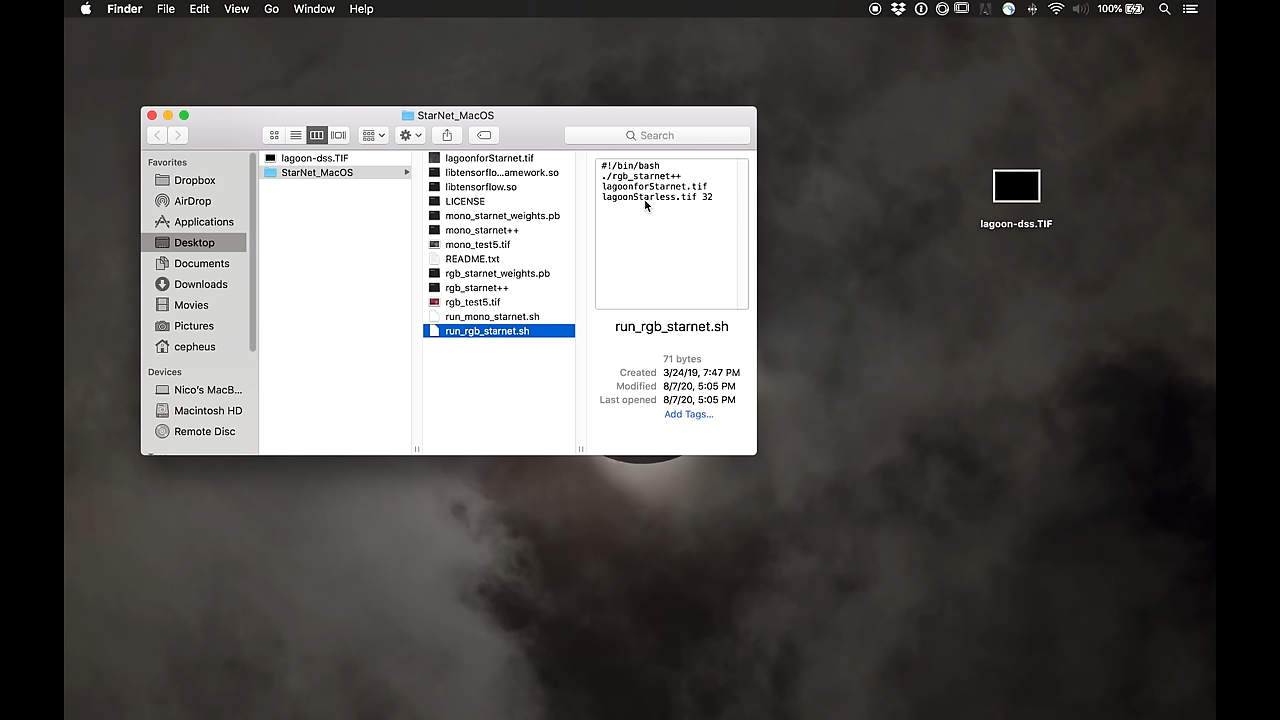 Finder File Edit View Go Window Help 100%
StarNet_MacOS
Search
Favorites
Dropbox
AirDrop
Applications
Desktop
Documents
Downloads
Movies
Pictures
cepheus
Devices
Nico's MacB...
Macintosh HD
Remote Disc
lagoon-dss.TIF
StarNet_MacOS
lagoonforStarnet.tif
libtensorflo...amework.so
libtensorflow.so
LICENSE
mono_starnet_weights.pb
mono_starnet++
mono_test5.tif
README.txt
rgb_starnet_weights.pb
rgb_starnet++
rgb_test5.tif
run_mono_starnet.sh
run_rgb_starnet.sh
#!/bin/bash
./rgb_starnet++
lagoonforStarnet.tif
lagoonStarless.tif 32
run_rgb_starnet.sh
71 bytes
Created 3/24/19, 7:47 PM
Modified 8/7/20, 5:05 PM
Last opened 8/7/20, 5:05 PM
Add Tags...
lagoon-dss.TIF